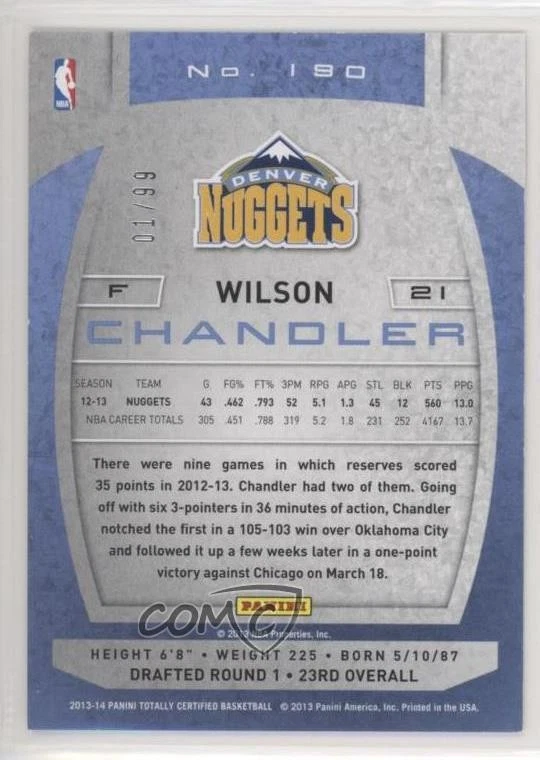 No. 190
NBA
DENVER
NUGGETS
01/99
F
WILSON
21
CHANDLER
SEASON TEAM G FG% FT% 3PM RPG APG STL BLK PTS PPG
12-13 NUGGETS 43 .462 .793 52 5.1 1.3 45 12 560 13.0
NBA CAREER TOTALS 305 .451 .788 319 5.2 1.8 231 252 4167 13.7
There were nine games in which reserves scored
35 points in 2012-13. Chandler had two of them. Going
off with six 3-pointers in 36 minutes of action, Chandler
notched the first in a 105-103 win over Oklahoma City
and followed it up a few weeks later in a one-point
victory against Chicago on March 18.
PANINI
COMC
© 2013 NBA Properties, Inc.
HEIGHT 6'8" • WEIGHT 225 • BORN 5/10/87
DRAFTED ROUND 1 • 23RD OVERALL
2013-14 PANINI TOTALLY CERTIFIED BASKETBALL © 2013 Panini America, Inc. Printed in the USA.